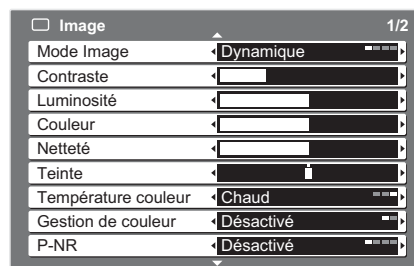 Image 1/2
Mode Image Dynamique
Contraste
Luminosité
Couleur
Netteté
Teinte
Température couleur Chaud
Gestion de couleur Désactivé
P-NR Désactivé